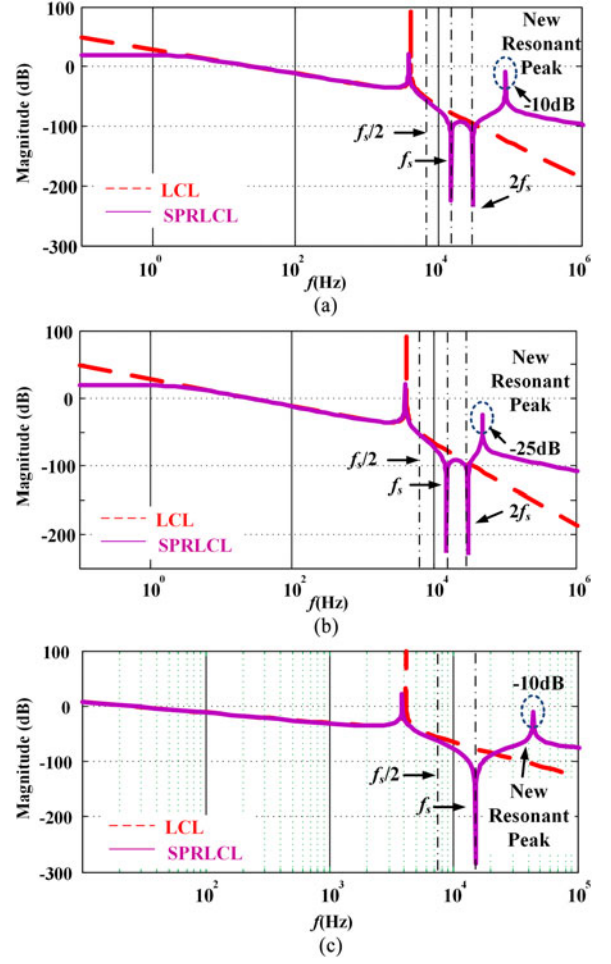 100
New
Resonant
Peak
0
Magnitude (dB)
-10dB
-100
fs/2
fs
-200
LCL
SPRLCL
2fs
-300
10^0
10^2
10^4
10^6
f(Hz)
(a)
100
New
Resonant
Peak
0
Magnitude (dB)
-25dB
fs/2
-100
fs
-200
LCL
SPRLCL
2fs
10^0
10^2
10^4
10^6
f(Hz)
(b)
100
-10dB
0
Magnitude (dB)
-100
fs/2
New
Resonant
Peak
fs
-200
LCL
SPRLCL
-300
10^2
10^3
10^4
10^5
f(Hz)
(c)